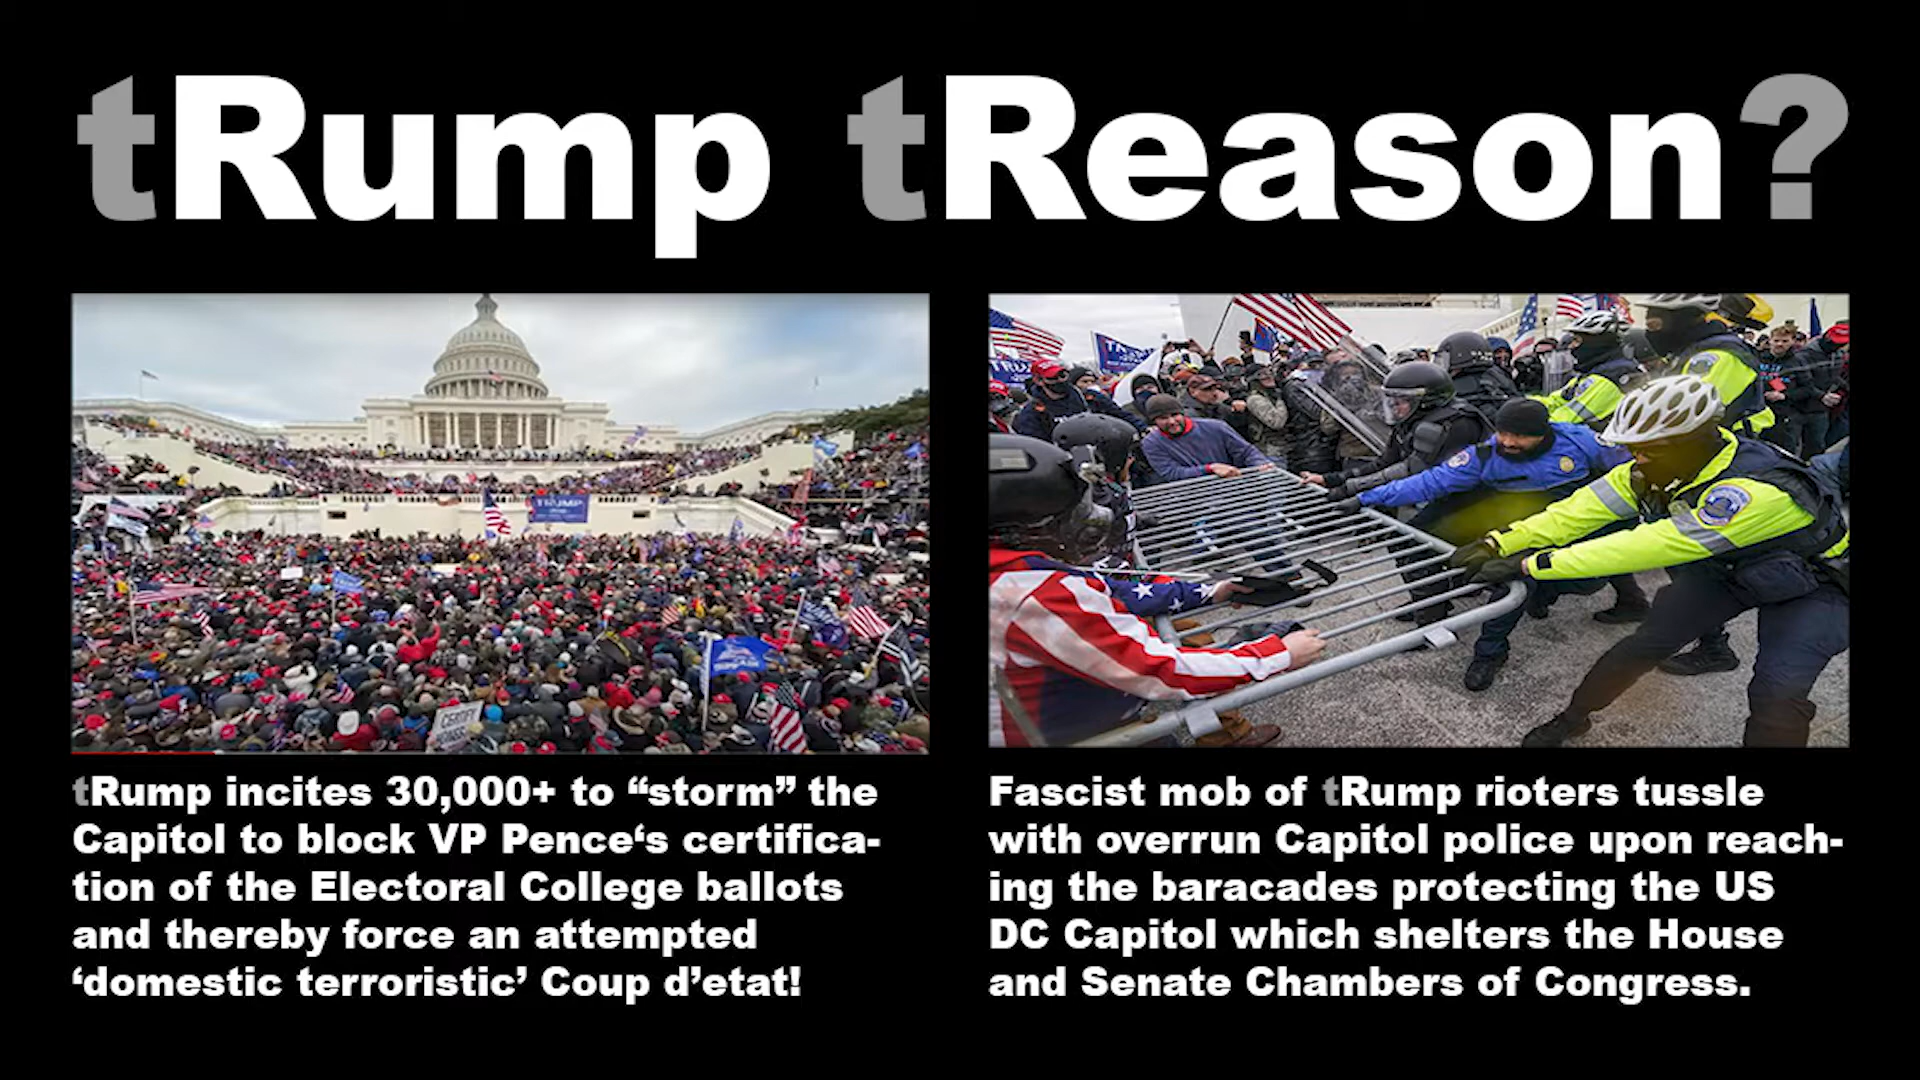 tRump tReason?
TRUMP
tRump incites 30,000+ to “storm” the
Capitol to block VP Pence‘s certifica-
tion of the Electoral College ballots
and thereby force an attempted
‘domestic terroristic’ Coup d’etat!
Fascist mob of tRump rioters tussle
with overrun Capitol police upon reach-
ing the baracades protecting the US
DC Capitol which shelters the House
and Senate Chambers of Congress.